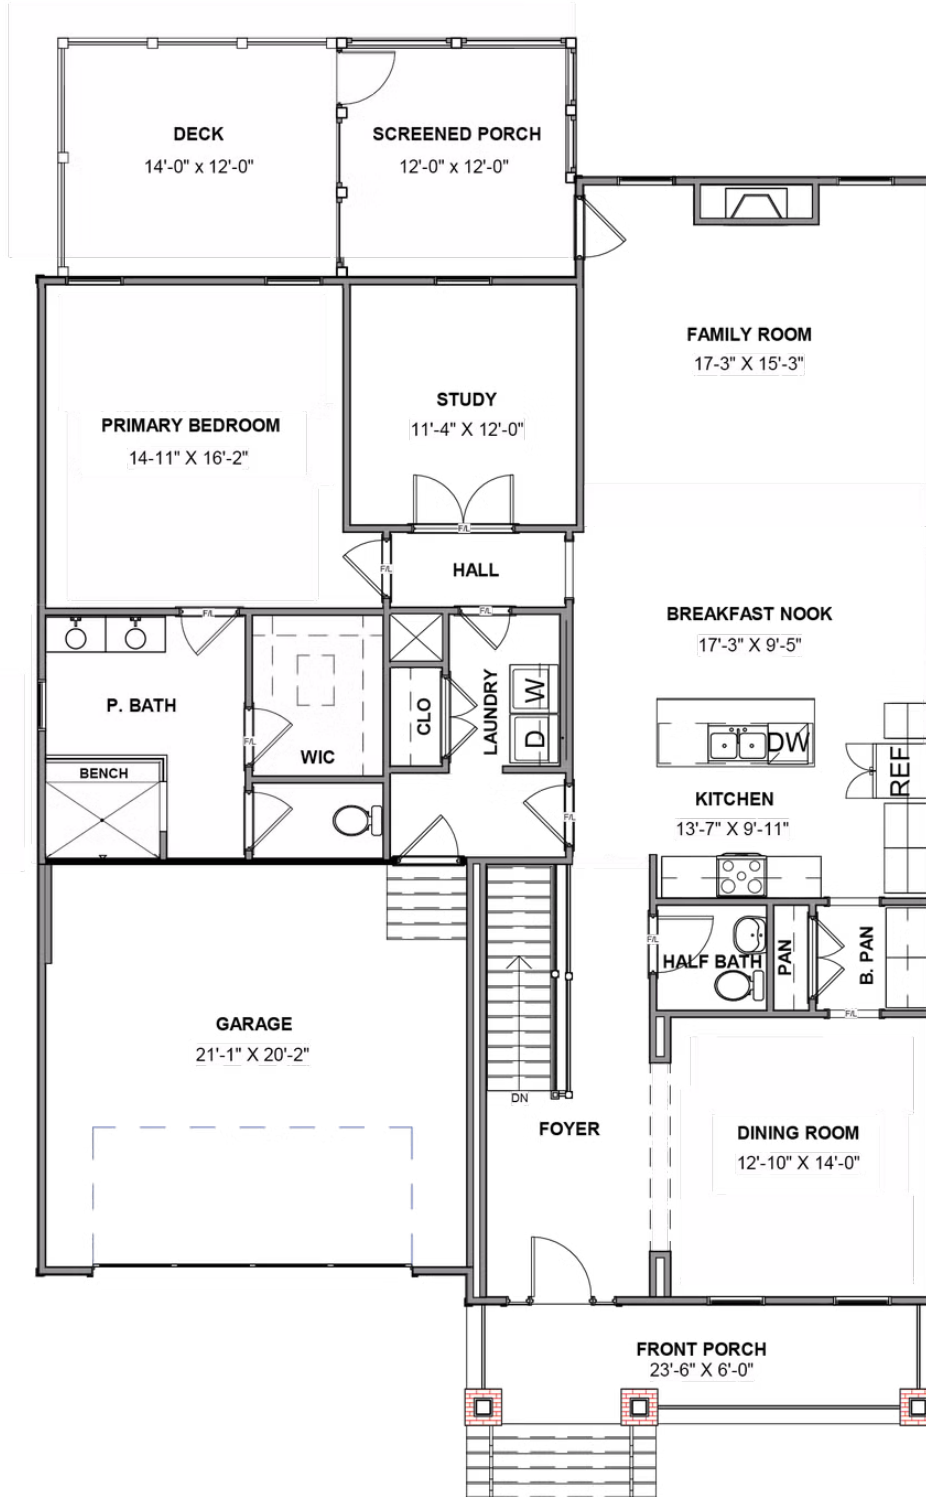 DECK
14'-0" x 12'-0"
SCREENED PORCH
12'-0" x 12'-0"
FAMILY ROOM
17-3" X 15'-3"
STUDY
11'-4" X 12'-0"
PRIMARY BEDROOM
14-11" X 16'-2"
F/L
HALL
F/L
F/L
F/L
BREAKFAST NOOK
17'-3" X 9'-5"
P. BATH
CLO
LAUNDRY
W
D
F/L
WIC
BENCH
DW
REF
KITCHEN
13'-7" X 9'-11"
F/L
F/L
HALF BATH
PAN
B. PAN
F/L
GARAGE
21'-1" X 20'-2"
DN
FOYER
DINING ROOM
12'-10" X 14'-0"
FRONT PORCH
23'-6" X 6'-0"